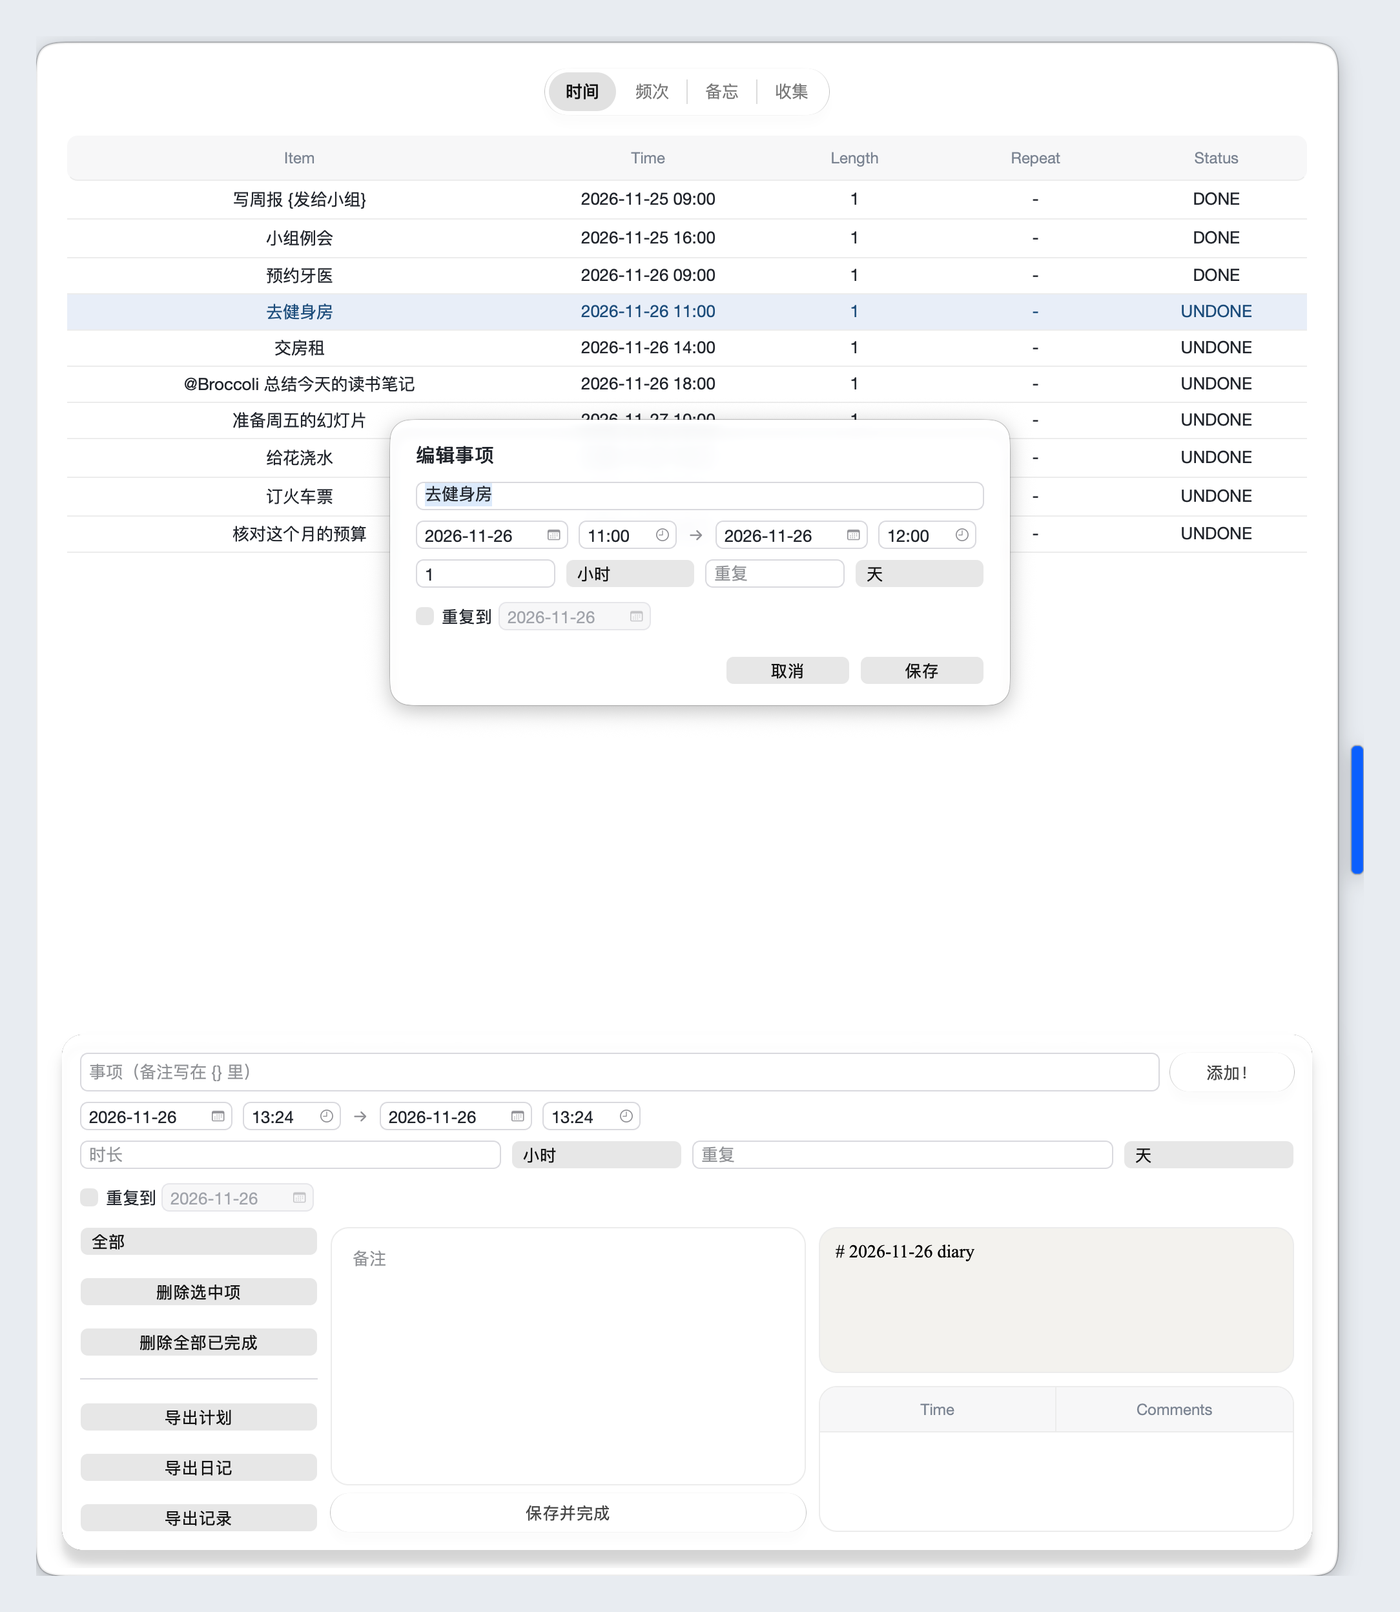 时间 频次 备忘 收集
Item Time Length Repeat Status
写周报 {发给小组} 2026-11-25 09:00 1 - DONE
小组例会 2026-11-25 16:00 1 - DONE
预约牙医 2026-11-26 09:00 1 - DONE
去健身房 2026-11-26 11:00 1 - UNDONE
交房租 2026-11-26 14:00 1 - UNDONE
@Broccoli 总结今天的读书笔记 2026-11-26 18:00 1 - UNDONE
准备周五的幻灯片 2026-11-27 10:00 1 - UNDONE
给花浇水 - UNDONE
订火车票 - UNDONE
核对这个月的预算 - UNDONE
编辑事项
去健身房
2026-11-26 11:00 → 2026-11-26 12:00
1 小时 重复 天
重复到 2026-11-26
取消 保存
事项（备注写在 {} 里） 添加！
2026-11-26 13:24 → 2026-11-26 13:24
时长 小时 重复 天
重复到 2026-11-26
全部
删除选中项
删除全部已完成
导出计划
导出日记
导出记录
备注
保存并完成
# 2026-11-26 diary
Time Comments